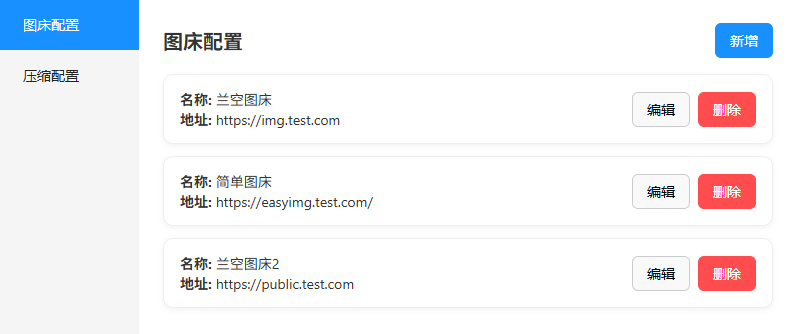 图床配置
压缩配置
图床配置
新增
名称: 兰空图床
地址: https://img.test.com
编辑
删除
名称: 简单图床
地址: https://easyimg.test.com/
编辑
删除
名称: 兰空图床2
地址: https://public.test.com
编辑
删除